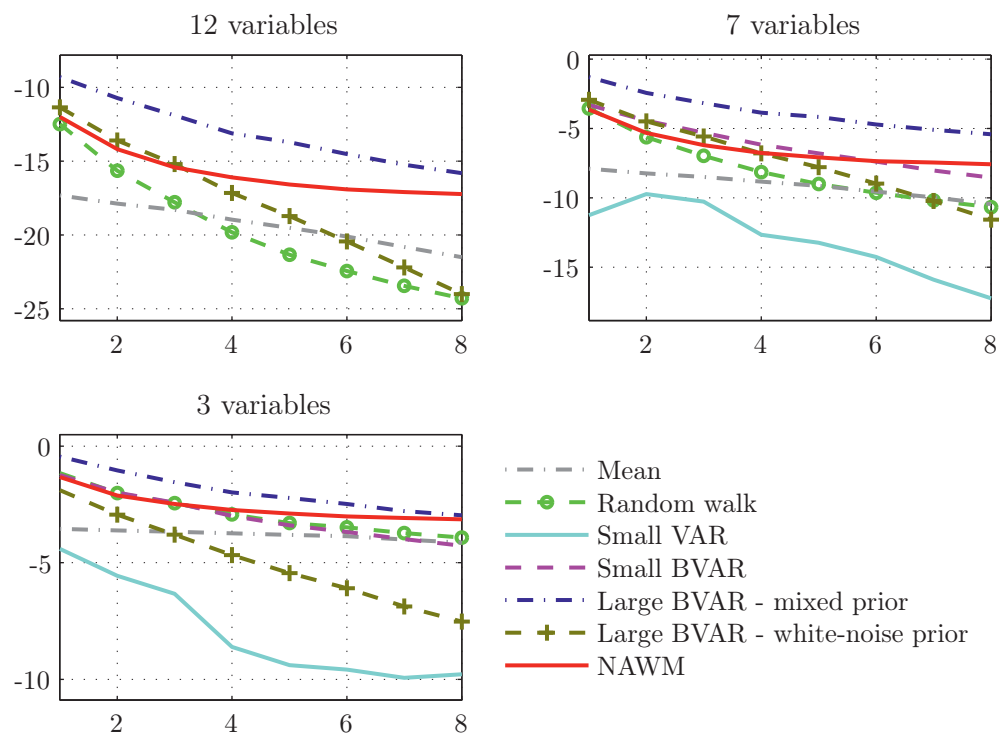 12 variables
-10
-15
-20
-25
2 4 6 8
7 variables
0
-5
-10
-15
2 4 6 8
3 variables
0
-5
-10
2 4 6 8
Mean
Random walk
Small VAR
Small BVAR
Large BVAR - mixed prior
Large BVAR - white-noise prior
NAWM